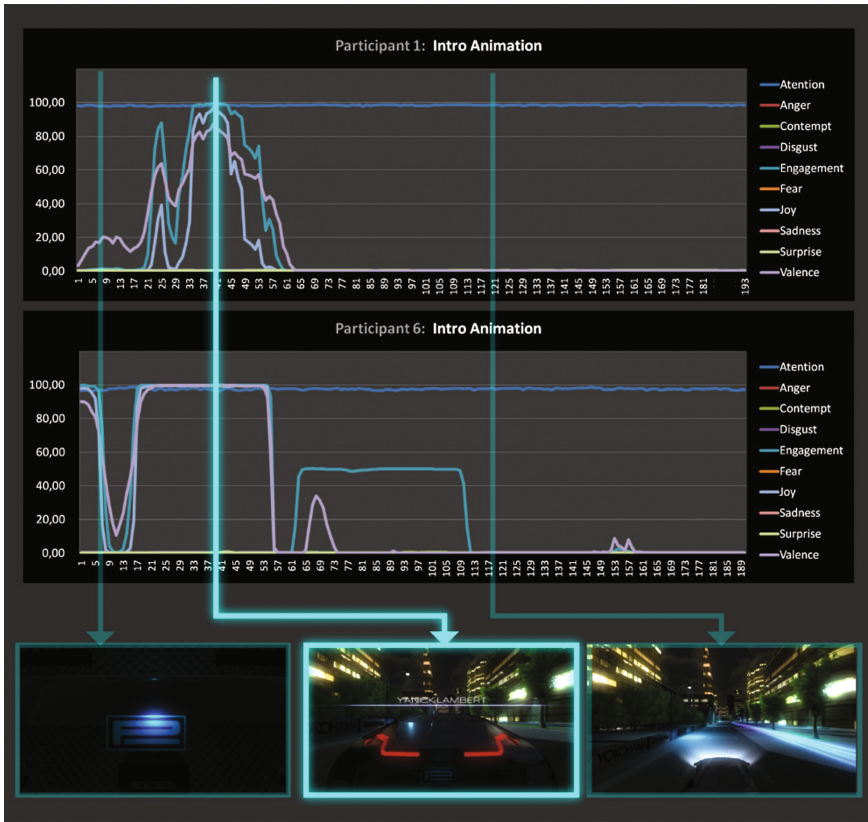 Participant 1: Intro Animation
100,00
80,00
60,00
40,00
20,00
0,00
1 5 9 13 17 21 25 29 33 37 41 45 49 53 57 61 65 69 73 77 81 85 89 93 97 101 105 109 113 117 121 125 129 133 137 141 145 149 153 157 161 165 169 173 177 181 193
Atention
Anger
Contempt
Disgust
Engagement
Fear
Joy
Sadness
Surprise
Valence
Participant 6: Intro Animation
100,00
80,00
60,00
40,00
20,00
0,00
1 5 9 13 17 21 25 29 33 37 41 45 49 53 57 61 65 69 73 77 81 85 89 93 97 101 105 109 113 117 121 125 129 133 137 141 145 149 153 157 161 165 169 173 177 181 185 189
Attention
Anger
Contempt
Disgust
Engagement
Fear
Joy
Sadness
Surprise
Valence
YANICK LAMBERT